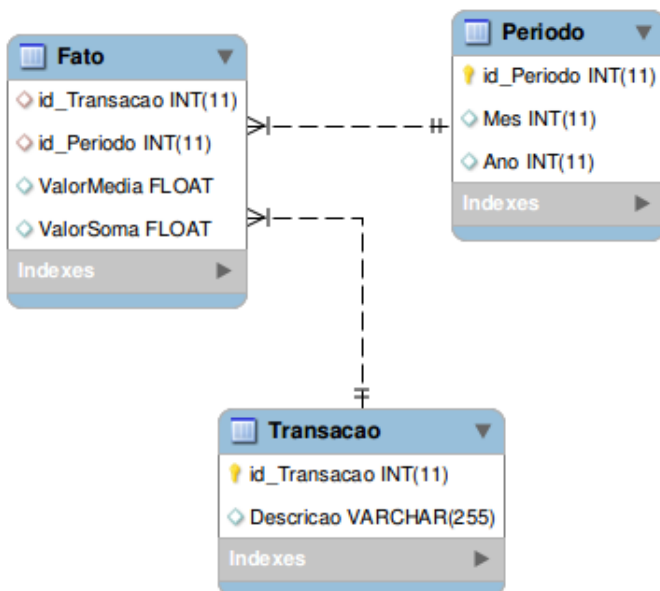 Fato
id_Transacao INT(11)
id_Periodo INT(11)
ValorMedia FLOAT
ValorSoma FLOAT
Indexes
Periodo
id_Periodo INT(11)
Mes INT(11)
Ano INT(11)
Indexes
Transacao
id_Transacao INT(11)
Descricao VARCHAR(255)
Indexes